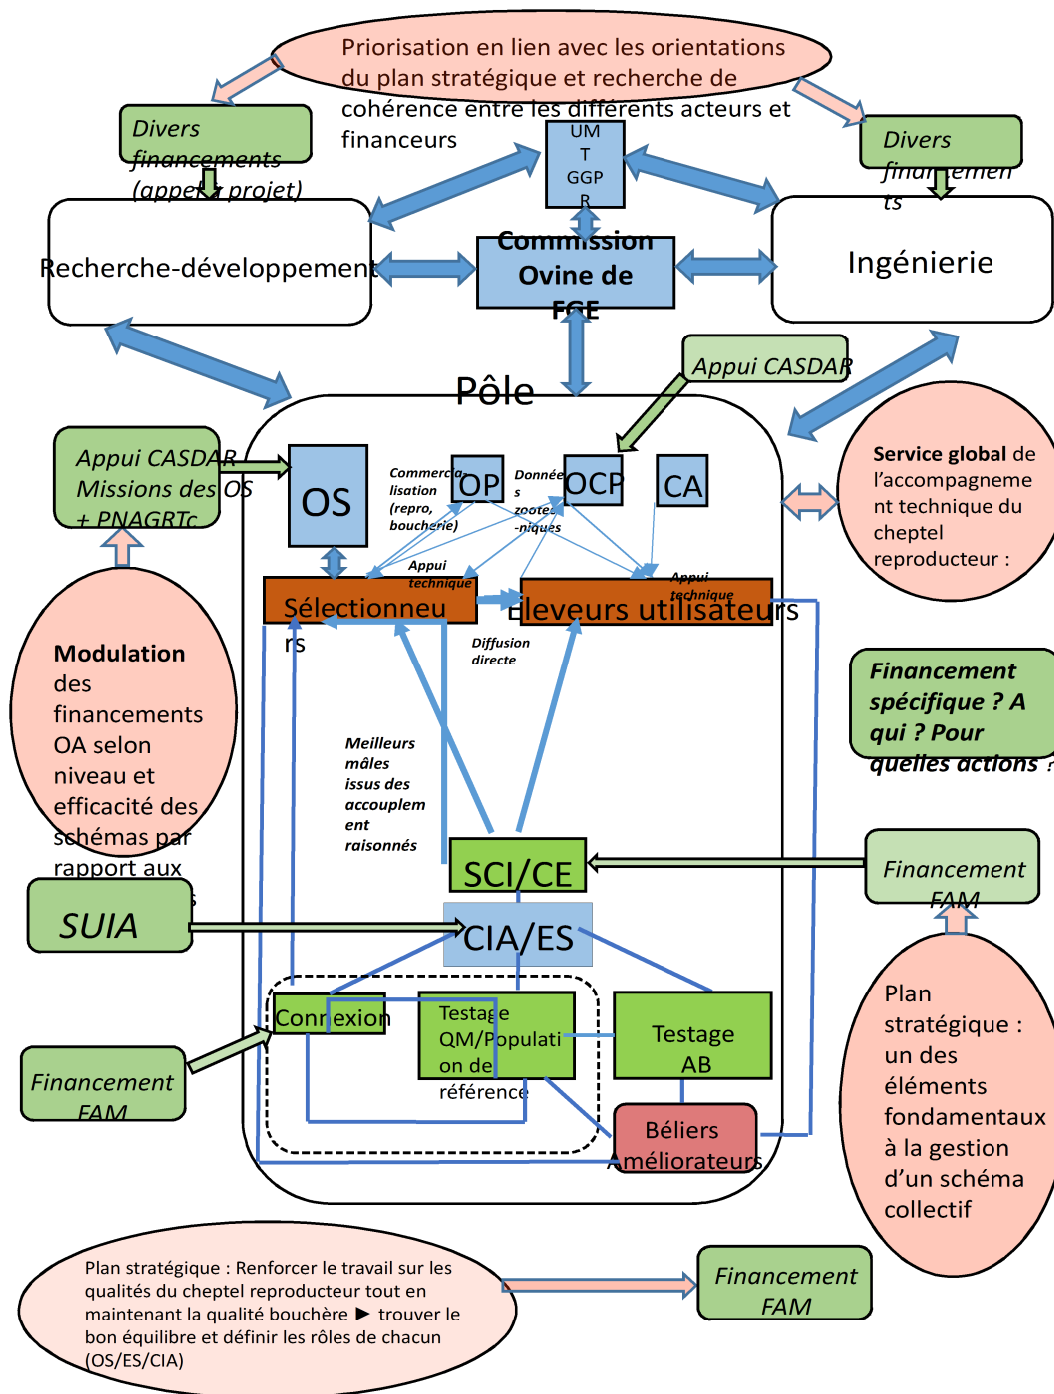 Priorisation en lien avec les orientations
du plan stratégique et recherche de
cohérence entre les différents acteurs et
financeurs
Divers
financements
(appel à projet)
UM
T
GGP
R
Divers
financemen
ts
Recherche-développement
Commission
Ovine de
FGE
Ingénierie
Appui CASDAR
Pôle
Appui CASDAR
Missions des OS
+ PNAGRTc
OS
Commercia-
lisation
(repro,
boucherie)
OP
Donnée
s
zootec
-niques
OCP
CA
Service global de
l’accompagneme
nt technique du
cheptel
reproducteur :
Appui
technique
Appui
technique
Sélectionneu
rs
Eleveurs utilisateurs
Diffusion
directe
Modulation
des
financements
OA selon
niveau et
efficacité des
schémas par
rapport aux
Financement
spécifique ? A
qui ? Pour
quelles actions ?
Meilleurs
mâles
issus des
accouplem
ent
raisonnés
SCI/CE
Financement
FAM
SUIA
CIA/ES
Connexion
Testage
QM/Populati
on de
référence
Testage
AB
Plan
stratégique :
un des
éléments
fondamentaux
à la gestion
d’un schéma
collectif
Financement
FAM
Béliers
Améliorateurs
Plan stratégique : Renforcer le travail sur les
qualités du cheptel reproducteur tout en
maintenant la qualité bouchère ► trouver le
bon équilibre et définir les rôles de chacun
(OS/ES/CIA)
Financement
FAM